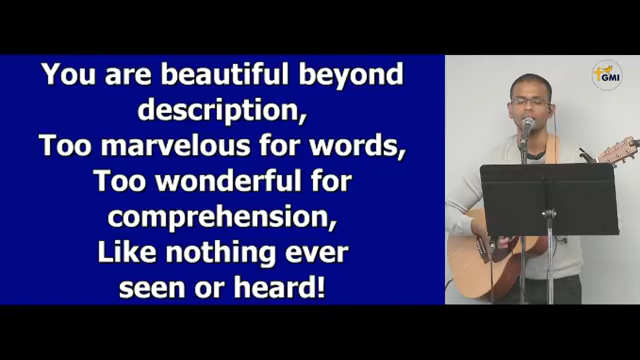 You are beautiful beyond
description,
Too marvelous for words,
Too wonderful for
comprehension,
Like nothing ever
seen or heard!
GMI